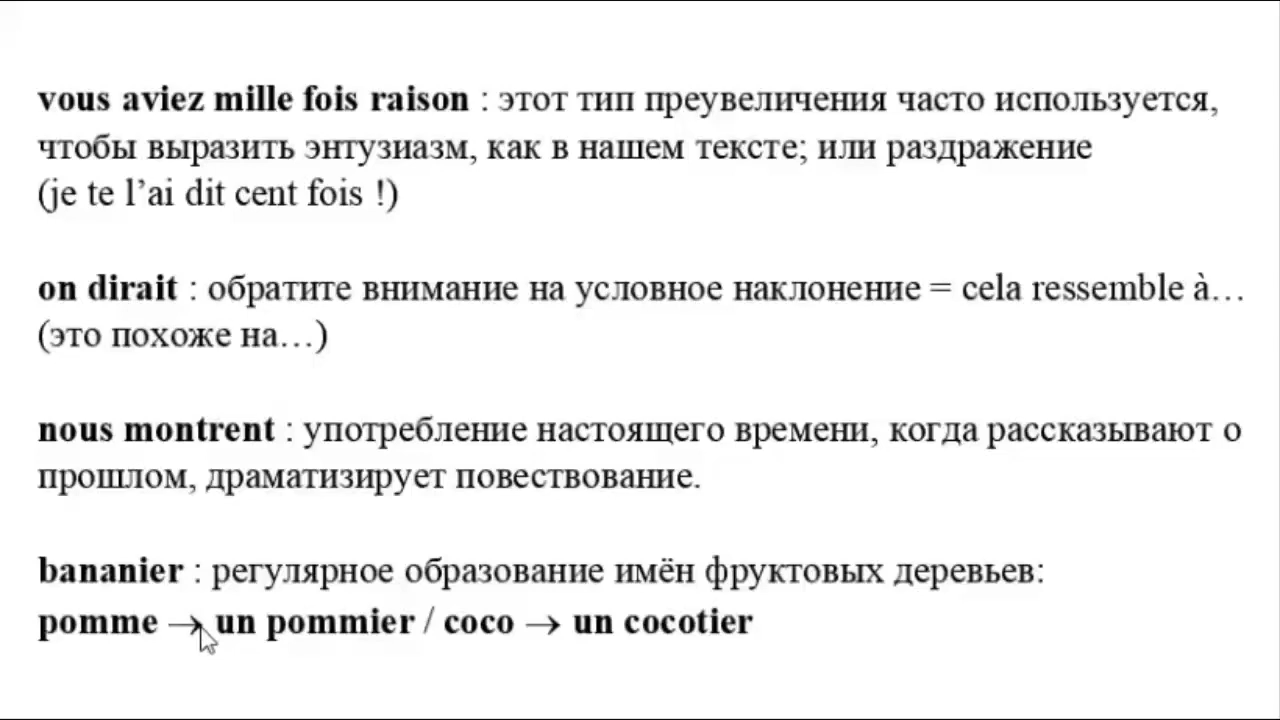 vous aviez mille fois raison : этот тип преувеличения часто используется,
чтобы выразить энтузиазм, как в нашем тексте; или раздражение
(je te l’ai dit cent fois !)
on dirait : обратите внимание на условное наклонение = cela ressemble à…
(это похоже на…)
nous montrent : употребление настоящего времени, когда рассказывают о
прошлом, драматизирует повествование.
bananier : регулярное образование имён фруктовых деревьев:
pomme → un pommier / coco → un cocotier